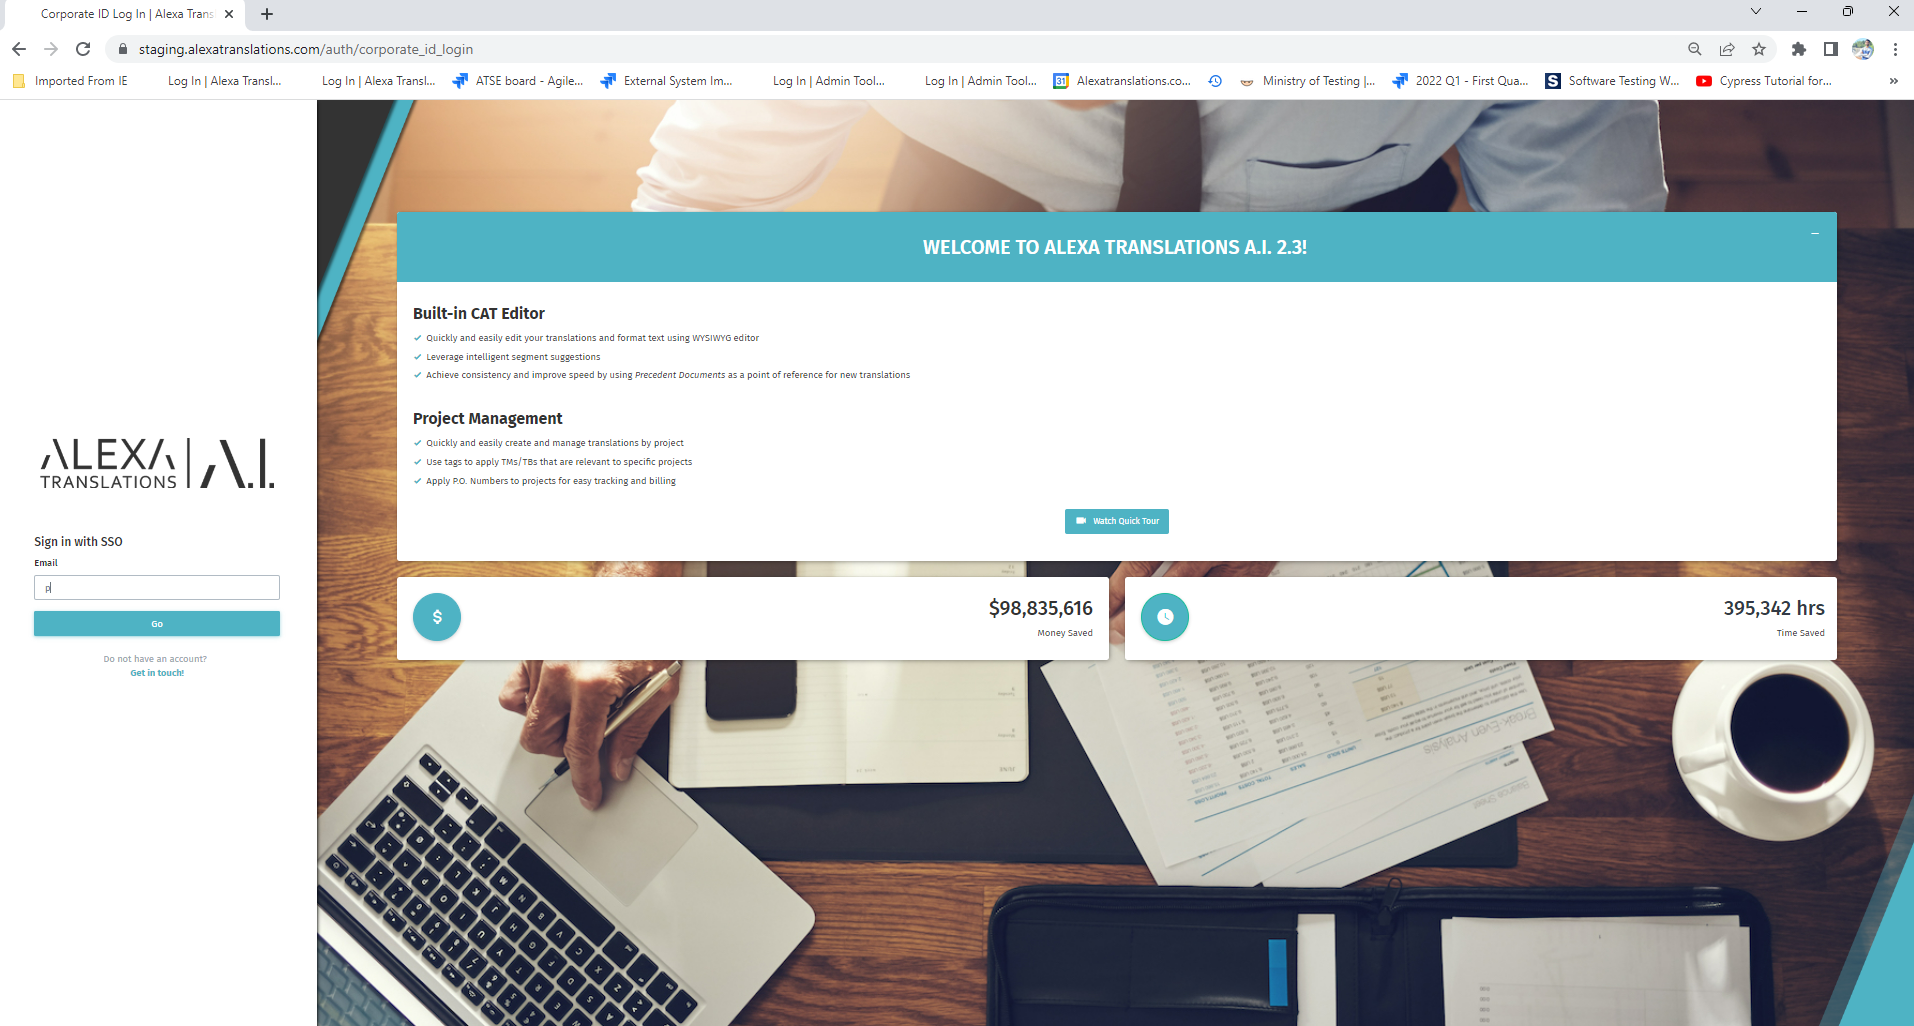 Corporate ID Log In | Alexa Trans
staging.alexatranslations.com/auth/corporate_id_login
Imported From IE
Log In | Alexa Transl...
Log In | Alexa Transl...
ATSE board - Agile...
External System Im...
Log In | Admin Tool...
Log In | Admin Tool...
31
Alexatranslations.co...
Ministry of Testing |...
2022 Q1 - First Qua...
S
Software Testing W...
Cypress Tutorial for...
»
WELCOME TO ALEXA TRANSLATIONS A.I. 2.3!
Built-in CAT Editor
Quickly and easily edit your translations and format text using WYSIWYG editor
Leverage intelligent segment suggestions
Achieve consistency and improve speed by using Precedent Documents as a point of reference for new translations
Project Management
Quickly and easily create and manage translations by project
Use tags to apply TMs/TBs that are relevant to specific projects
Apply P.O. Numbers to projects for easy tracking and billing
Watch Quick Tour
ALEXA
TRANSLATIONS
A.I.
Sign in with SSO
Email
p
Go
Do not have an account?
Get in touch!
$
$98,835,616
Money Saved
395,342 hrs
Time Saved
Break-Even Analysis
Balance Sheet